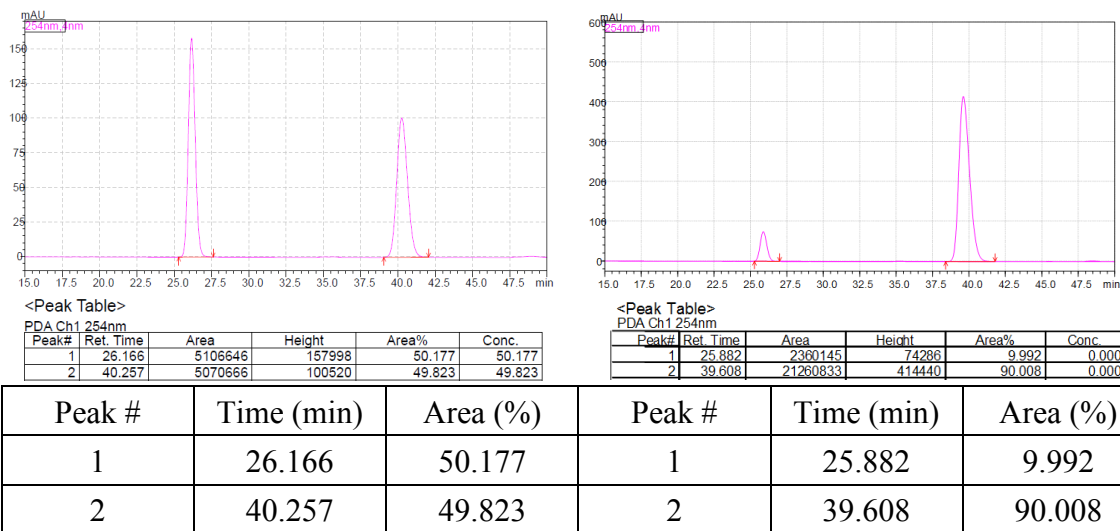 mAU
254nm,4nm
150
125
100
75
50
25
0
15.0 17.5 20.0 22.5 25.0 27.5 30.0 32.5 35.0 37.5 40.0 42.5 45.0 47.5 min
<Peak Table>
PDA Ch1 254nm
Peak# Ret. Time Area Height Area% Conc.
1 26.166 5106646 157998 50.177 50.177
2 40.257 5070666 100520 49.823 49.823
mAU
600
254nm,4nm
500
400
300
200
100
0
15.0 17.5 20.0 22.5 25.0 27.5 30.0 32.5 35.0 37.5 40.0 42.5 45.0 47.5 min
<Peak Table>
PDA Ch1 254nm
Peak# Ret. Time Area Height Area% Conc.
1 25.882 2360145 74286 9.992 0.000
2 39.608 21260833 414440 90.008 0.000
Peak # Time (min) Area (%) Peak # Time (min) Area (%)
1 26.166 50.177 1 25.882 9.992
2 40.257 49.823 2 39.608 90.008